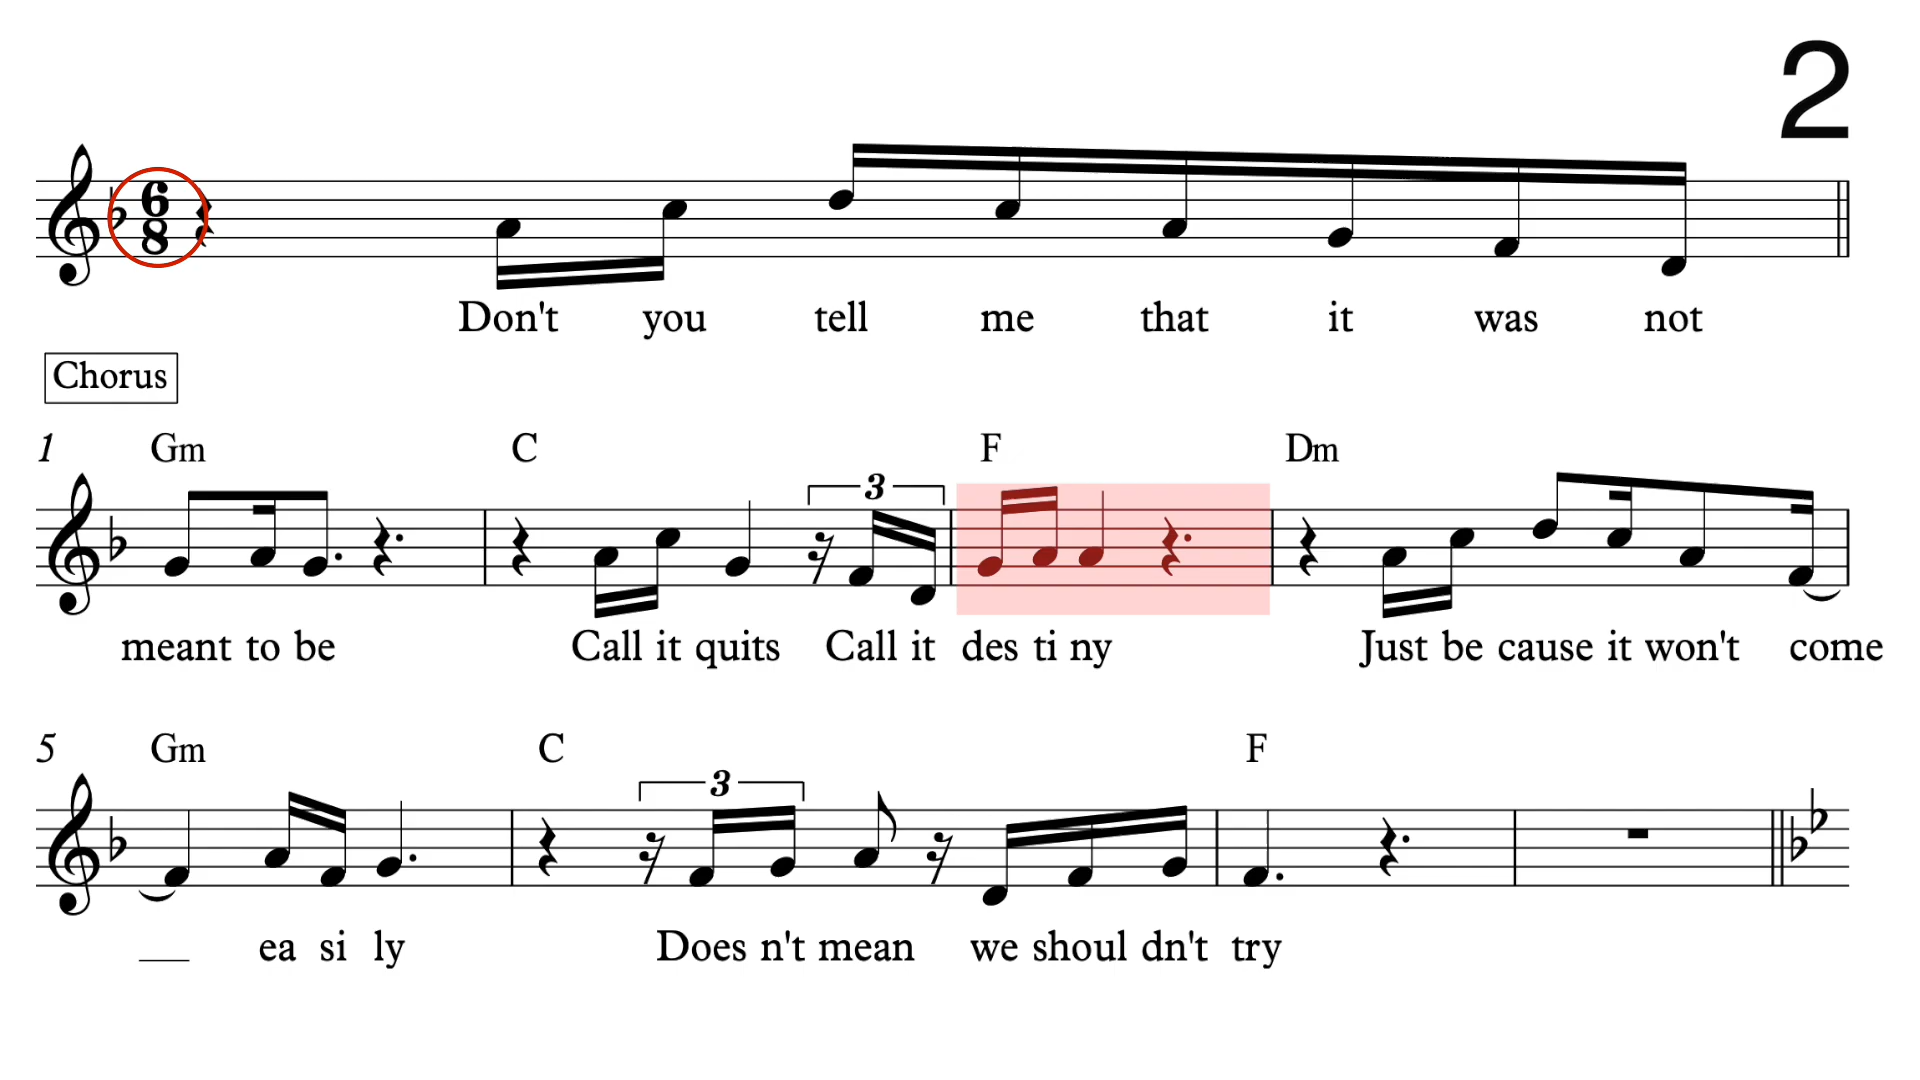 2
6
8
Don't you tell me that it was not
Chorus
1 Gm C F Dm
3
meant to be Call it quits Call it des ti ny Just be cause it won't come
5 Gm C F
3
__ ea si ly Does n't mean we shoul dn't try